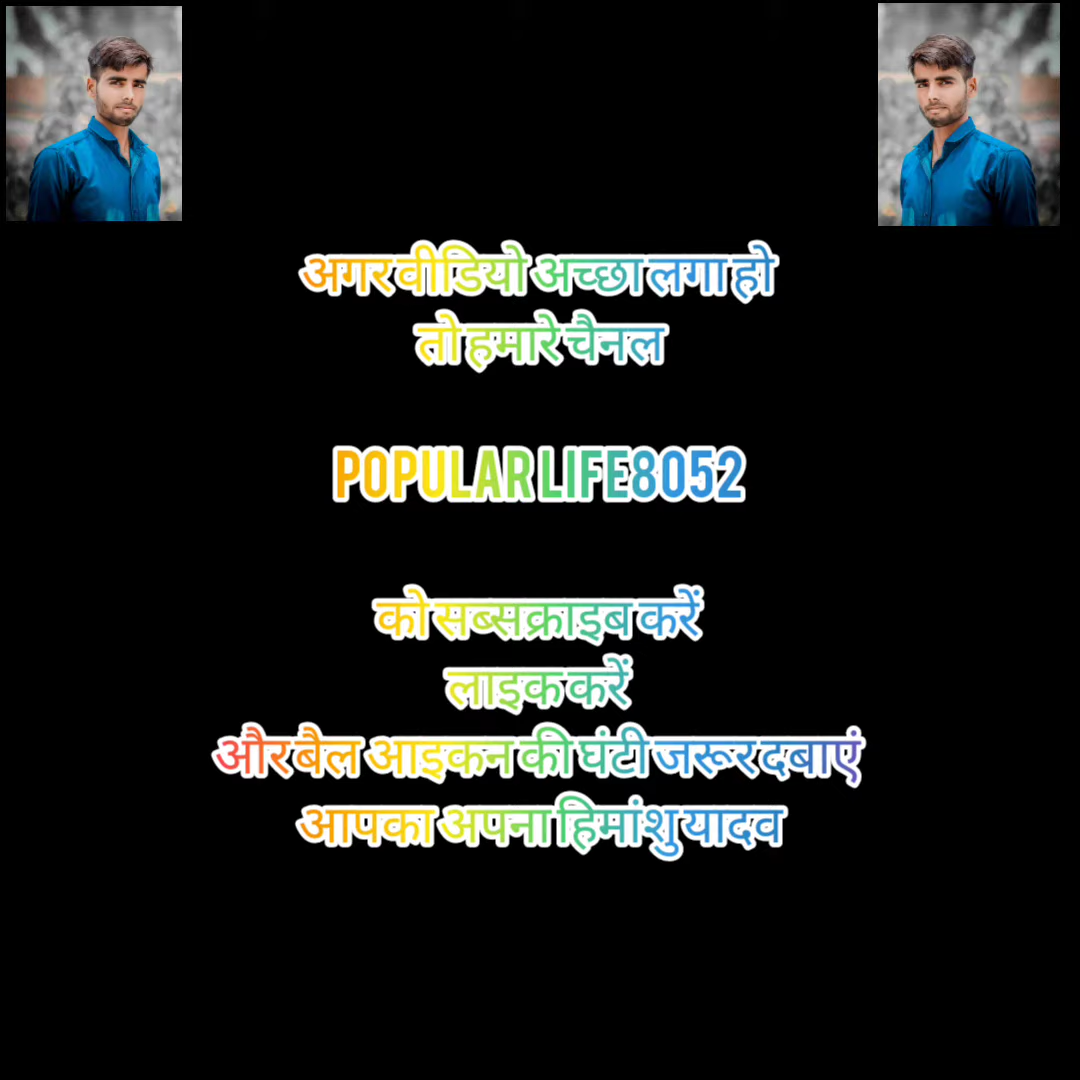 अगर वीडियो अच्छा लगा हो
तो हमारे चैनल
POPULAR LIFE8052
को सब्सक्राइब करें
लाइक करें
और बैल आइकन की घंटी जरूर दबाएं
आपका अपना हिमांशु यादव